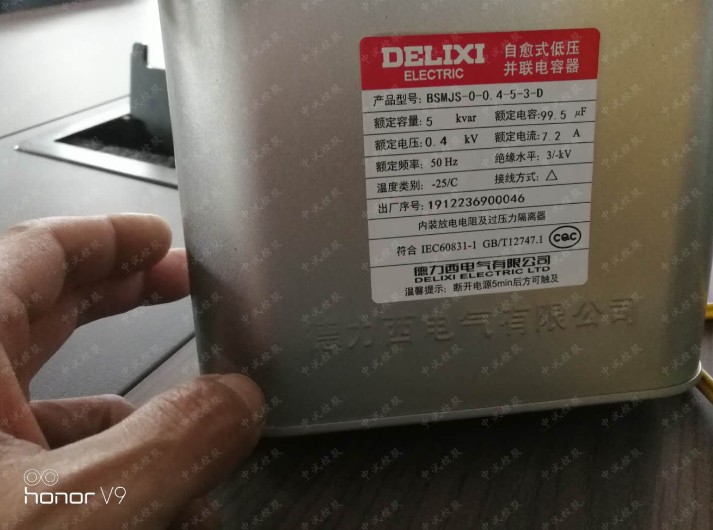 DELIXI
ELECTRIC
自愈式低压
并联电容器
产品型号: BSMJS-0-0.4-5-3-D
额定容量: 5 kvar 额定电容: 99.5 μF
额定电压: 0.4 kV 额定电流: 7.2 A
额定频率: 50 Hz 绝缘水平: 3/-kV
温度类别: -25/C 接线方式: △
出厂序号: 1912236900046
内装放电电阻及过压力隔离器
符合 IEC60831-1 GB/T12747.1 CQC
德力西电气有限公司
DELIXI ELECTRIC LTD
温馨提示: 断开电源5min后方可触及
德力西电气有限公司
honor V9